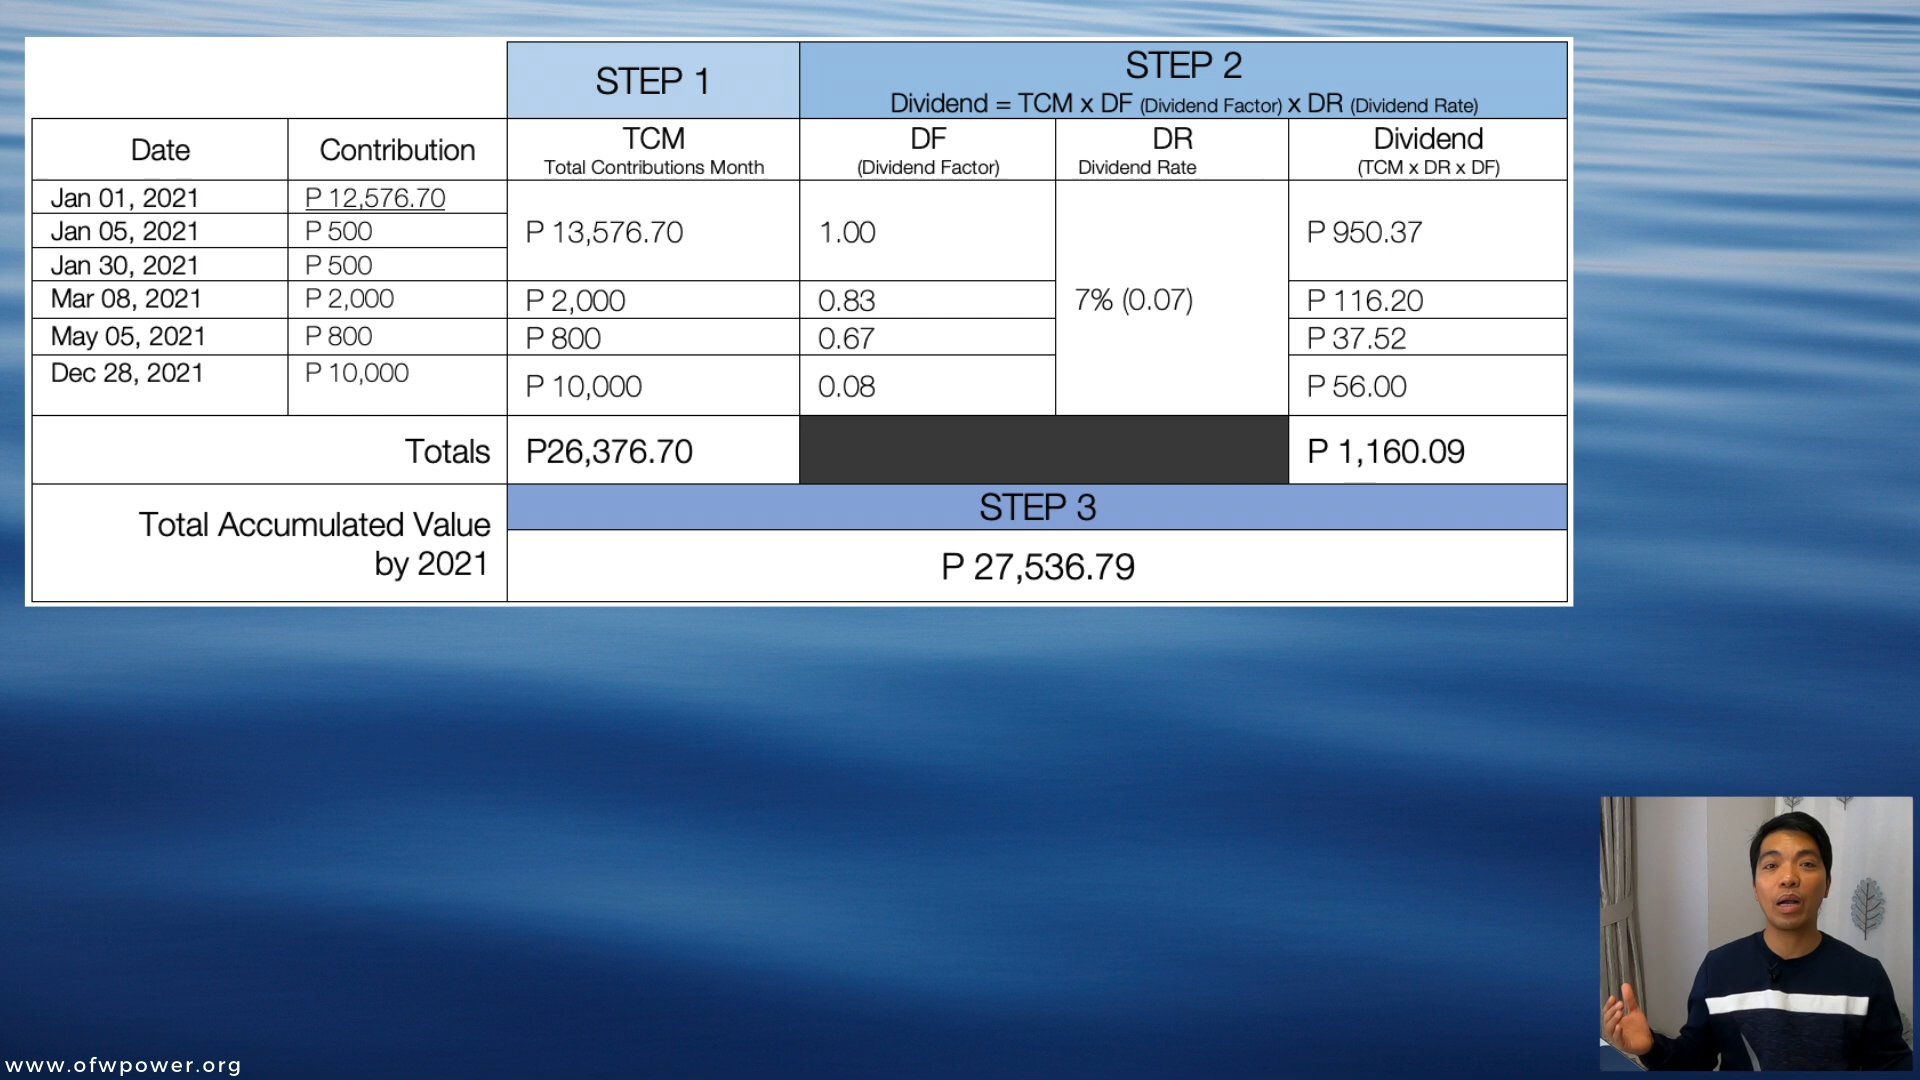 STEP 1
STEP 2
Dividend = TCM x DF (Dividend Factor) x DR (Dividend Rate)
Date
Contribution
TCM
Total Contributions Month
DF
(Dividend Factor)
DR
Dividend Rate
Dividend
(TCM x DR x DF)
Jan 01, 2021
P 12,576.70
Jan 05, 2021
P 500
Jan 30, 2021
P 500
P 13,576.70
1.00
7% (0.07)
P 950.37
Mar 08, 2021
P 2,000
P 2,000
0.83
P 116.20
May 05, 2021
P 800
P 800
0.67
P 37.52
Dec 28, 2021
P 10,000
P 10,000
0.08
P 56.00
Totals
P26,376.70
P 1,160.09
Total Accumulated Value
by 2021
STEP 3
P 27,536.79
www.ofwpower.org